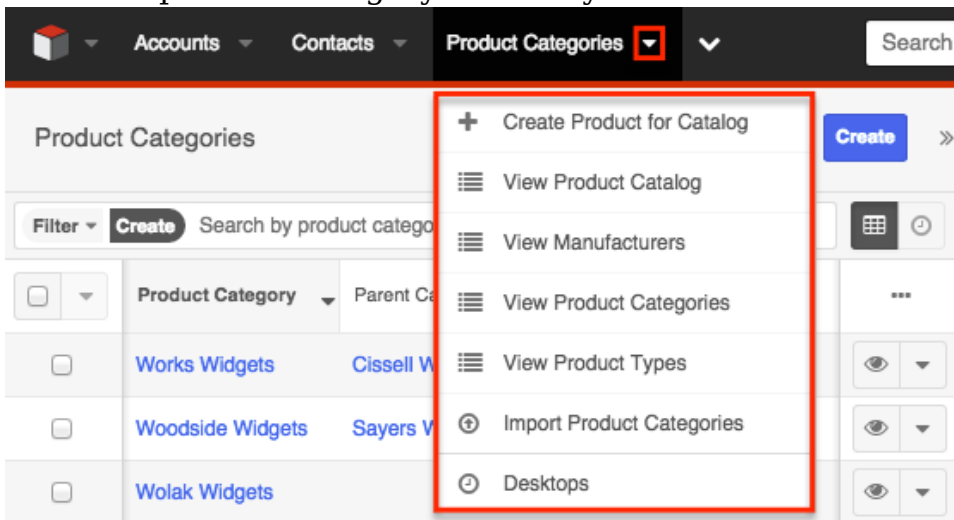 Accounts Contacts Product Categories Search
Product Categories
Create
Create Product for Catalog
View Product Catalog
Filter Create Search by product catego
View Manufacturers
Product Category Parent Ca
View Product Categories
Works Widgets Cissell W
View Product Types
Woodside Widgets Sayers W
Import Product Categories
Wolak Widgets
Desktops